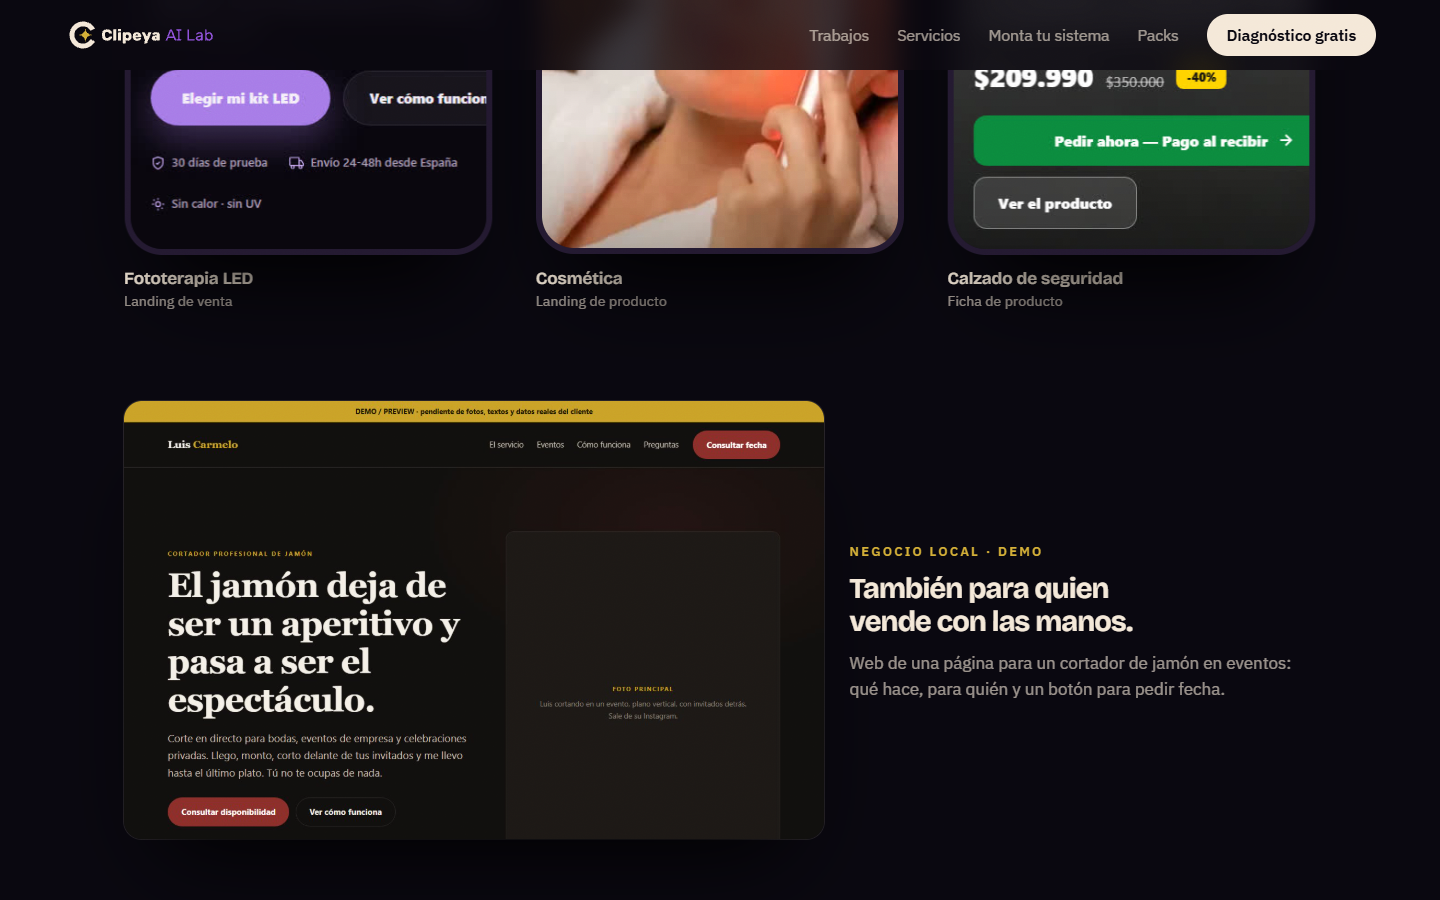 Clipeya AI Lab
Trabajos
Servicios
Monta tu sistema
Packs
Diagnóstico gratis
Elegir mi kit LED
Ver cómo funcion
30 días de prueba
Envío 24-48h desde España
Sin calor · sin UV
$209.990
$350.000
-40%
Pedir ahora — Pago al recibir →
Ver el producto
Fototerapia LED
Landing de venta
Cosmética
Landing de producto
Calzado de seguridad
Ficha de producto
DEMO / PREVIEW · pendiente de fotos, textos y datos reales del cliente
Luis Carmelo
El servicio
Eventos
Cómo funciona
Preguntas
Consultar fecha
CORTADOR PROFESIONAL DE JAMÓN
El jamón deja de
ser un aperitivo y
pasa a ser el
espectáculo.
Corte en directo para bodas, eventos de empresa y celebraciones
privadas. Llego, monto, corto delante de tus invitados y me llevo
hasta el último plato. Tú no te ocupas de nada.
Consultar disponibilidad
Ver cómo funciona
FOTO PRINCIPAL
Luis cortando en un evento, plano vertical, con invitados detrás.
Sale de su Instagram.
NEGOCIO LOCAL · DEMO
También para quien
vende con las manos.
Web de una página para un cortador de jamón en eventos:
qué hace, para quién y un botón para pedir fecha.